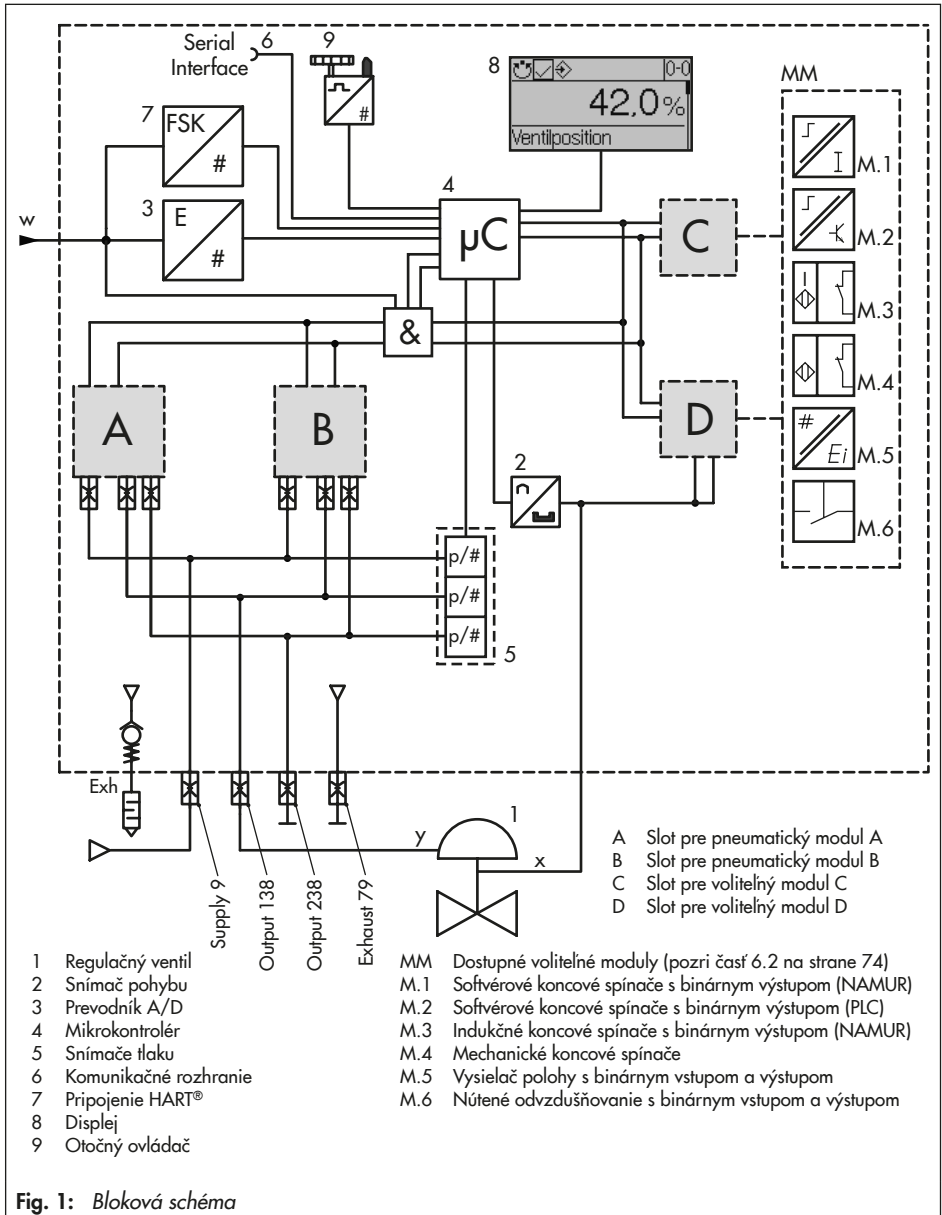 Serial
Interface
6
9
#
8
0-0
42,0%
Ventilposition
MM
7
FSK
#
3
E
#
w
4
µC
C
I
M.1
M.2
M.3
M.4
#
Ei
M.5
M.6
&
A
B
D
2
p/#
p/#
p/#
5
Exh
Supply 9
Output 138
Output 238
Exhaust 79
y
1
x
A Slot pre pneumatický modul A
B Slot pre pneumatický modul B
C Slot pre voliteľný modul C
D Slot pre voliteľný modul D
1 Regulačný ventil
2 Snímač pohybu
3 Prevodník A/D
4 Mikrokontrolér
5 Snímače tlaku
6 Komunikačné rozhranie
7 Pripojenie HART®
8 Displej
9 Otočný ovládač
MM Dostupné voliteľné moduly (pozri časť 6.2 na strane 74)
M.1 Softvérové koncové spínače s binárnym výstupom (NAMUR)
M.2 Softvérové koncové spínače s binárnym výstupom (PLC)
M.3 Indukčné koncové spínače s binárnym výstupom (NAMUR)
M.4 Mechanické koncové spínače
M.5 Vysielač polohy s binárnym vstupom a výstupom
M.6 Nútené odvzdušňovanie s binárnym vstupom a výstupom
Fig. 1: Bloková schéma